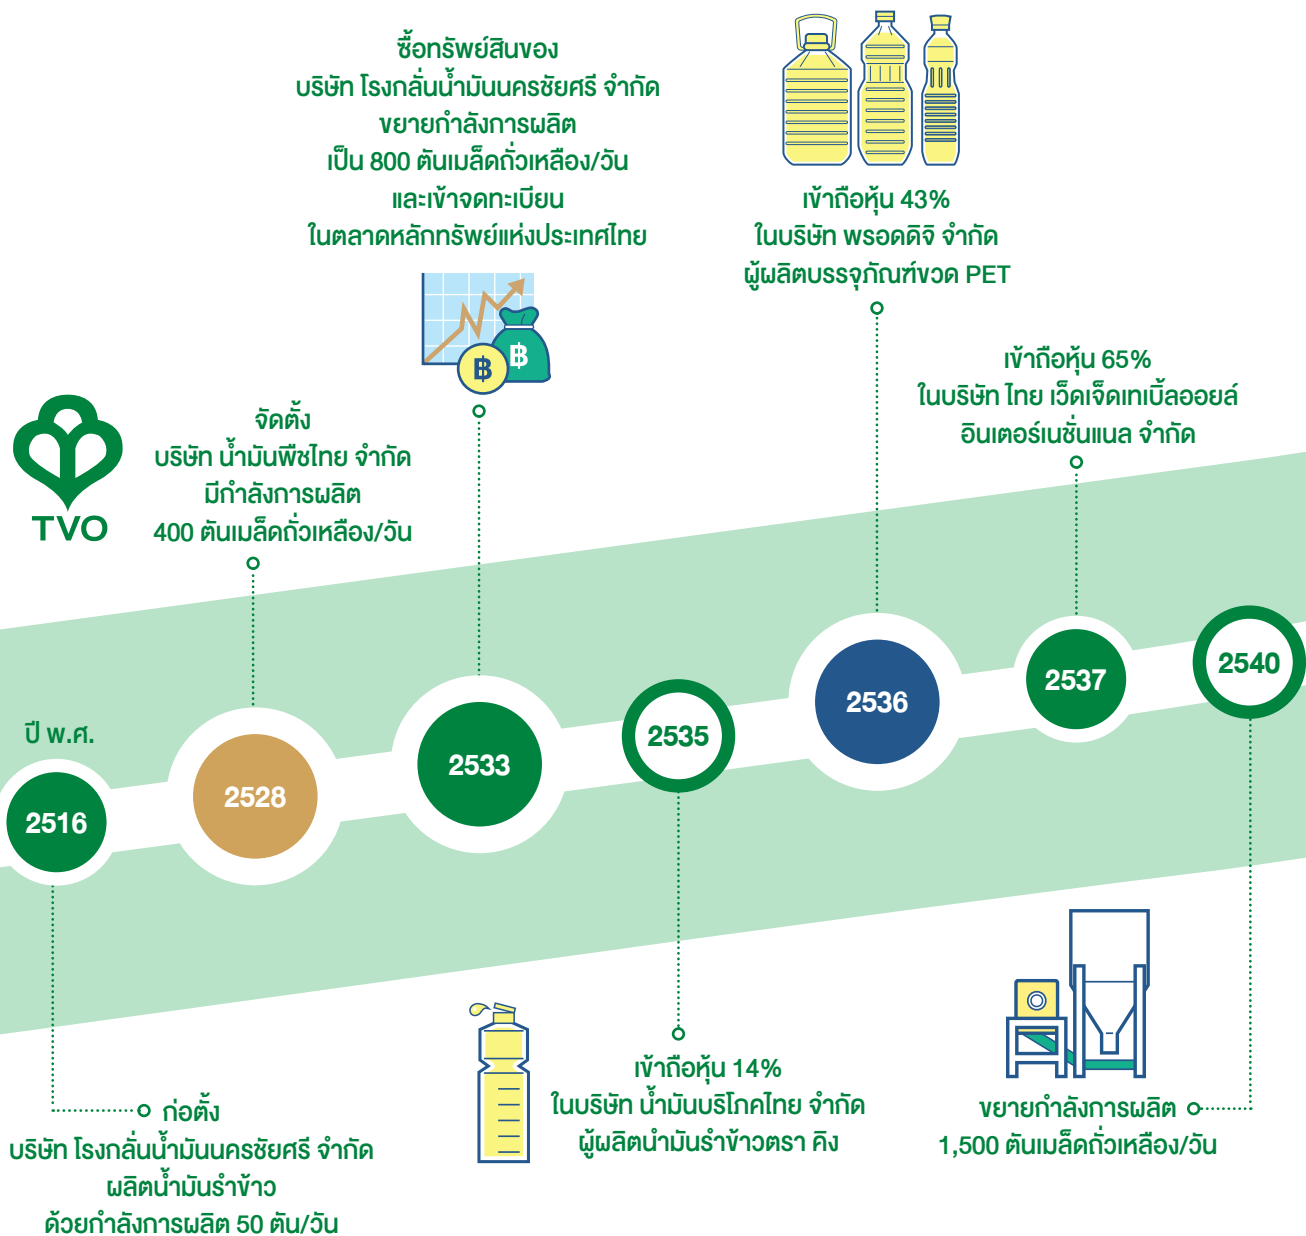 ซื้อทรัพย์สินของ
บริษัท โรงกลั่นน้ำมันนครชัยศรี จำกัด
ขยายกำลังการผลิต
เป็น 800 ตันเมล็ดถั่วเหลือง/วัน
และเข้าจดทะเบียน
ในตลาดหลักทรัพย์แห่งประเทศไทย
฿
฿
เข้าถือหุ้น 43%
ในบริษัท พรอดดิจิ จำกัด
ผู้ผลิตบรรจุภัณฑ์ขวด PET
เข้าถือหุ้น 65%
ในบริษัท ไทย เว็ดเจ็ดเทเบิ้ลออยล์
อินเตอร์เนชั่นแนล จำกัด
TVO
จัดตั้ง
บริษัท น้ำมันพืชไทย จำกัด
มีกำลังการผลิต
400 ตันเมล็ดถั่วเหลือง/วัน
ปี พ.ศ.
2516
2528
2533
2535
2536
2537
2540
ก่อตั้ง
บริษัท โรงกลั่นน้ำมันนครชัยศรี จำกัด
ผลิตน้ำมันรำข้าว
ด้วยกำลังการผลิต 50 ตัน/วัน
เข้าถือหุ้น 14%
ในบริษัท น้ำมันบริโภคไทย จำกัด
ผู้ผลิตนำมันรำข้าวตรา คิง
ขยายกำลังการผลิต
1,500 ตันเมล็ดถั่วเหลือง/วัน